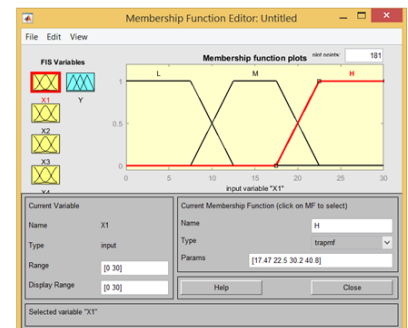 Membership Function Editor: Untitled
File Edit View
FIS Variables
X1
Y
X2
X3
X4
Membership function plots
plot points:
181
L M H
1
0.5
0
0 5 10 15 20 25 30
input variable "X1"
Current Variable
Name X1
Type input
Range [0 30]
Display Range [0 30]
Current Membership Function (click on MF to select)
Name H
Type trapmf
Params [17.47 22.5 30.2 40.8]
Help Close
Selected variable "X1"